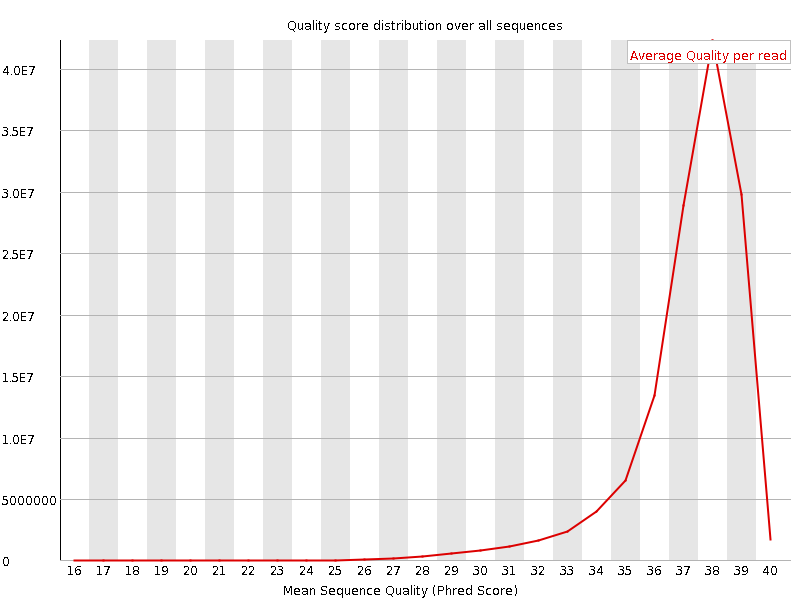 Quality score distribution over all sequences
Average Quality per read
4.0E7
3.5E7
3.0E7
2.5E7
2.0E7
1.5E7
1.0E7
5000000
0
16 17 18 19 20 21 22 23 24 25 26 27 28 29 30 31 32 33 34 35 36 37 38 39 40
Mean Sequence Quality (Phred Score)